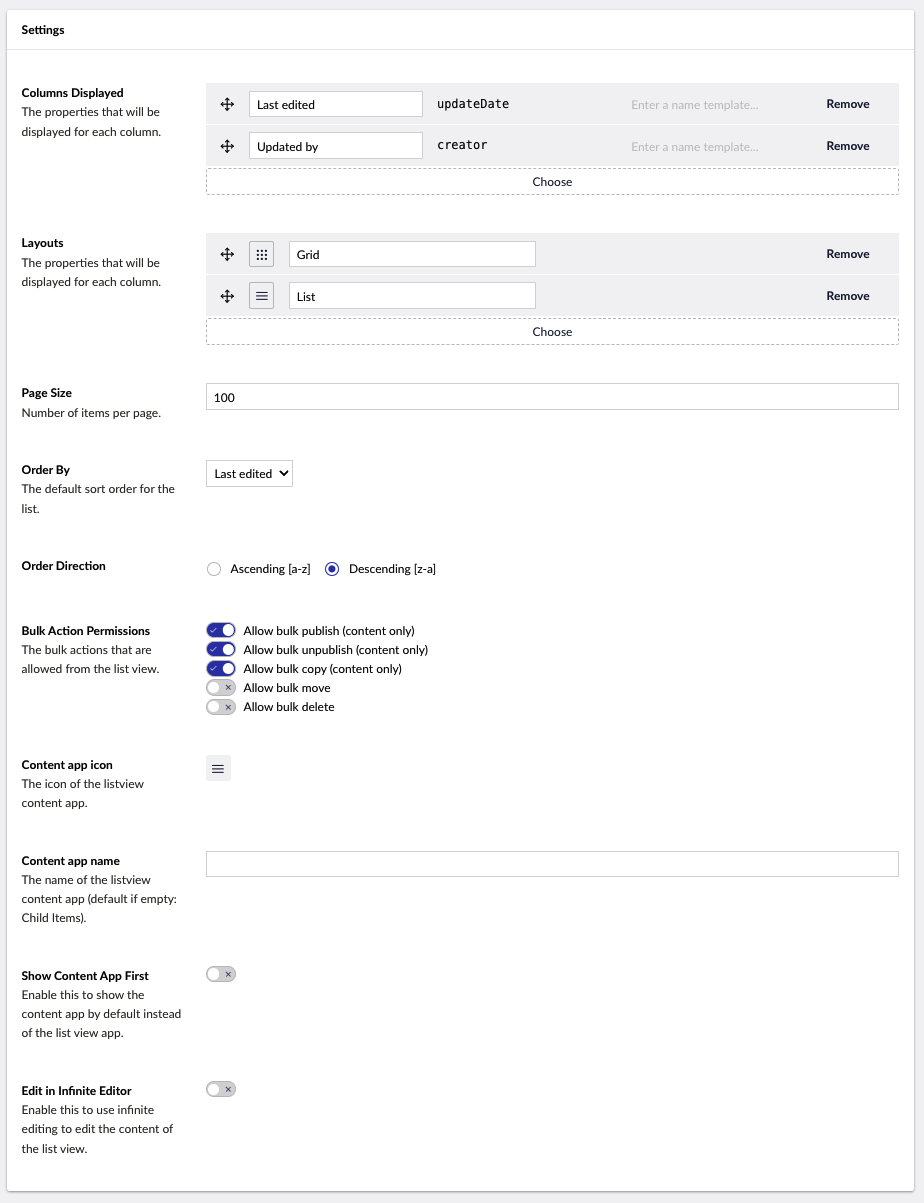 Settings
Columns Displayed
The properties that will be
displayed for each column.
Last edited updateDate Enter a name template... Remove
Updated by creator Enter a name template... Remove
Choose
Layouts
The properties that will be
displayed for each column.
Grid Remove
List Remove
Choose
Page Size
Number of items per page.
100
Order By
The default sort order for the
list.
Last edited
Order Direction
Ascending [a-z] Descending [z-a]
Bulk Action Permissions
The bulk actions that are
allowed from the list view.
Allow bulk publish (content only)
Allow bulk unpublish (content only)
Allow bulk copy (content only)
Allow bulk move
Allow bulk delete
Content app icon
The icon of the listview
content app.
Content app name
The name of the listview
content app (default if empty:
Child Items).
Show Content App First
Enable this to show the
content app by default instead
of the list view app.
Edit in Infinite Editor
Enable this to use infinite
editing to edit the content of
the list view.